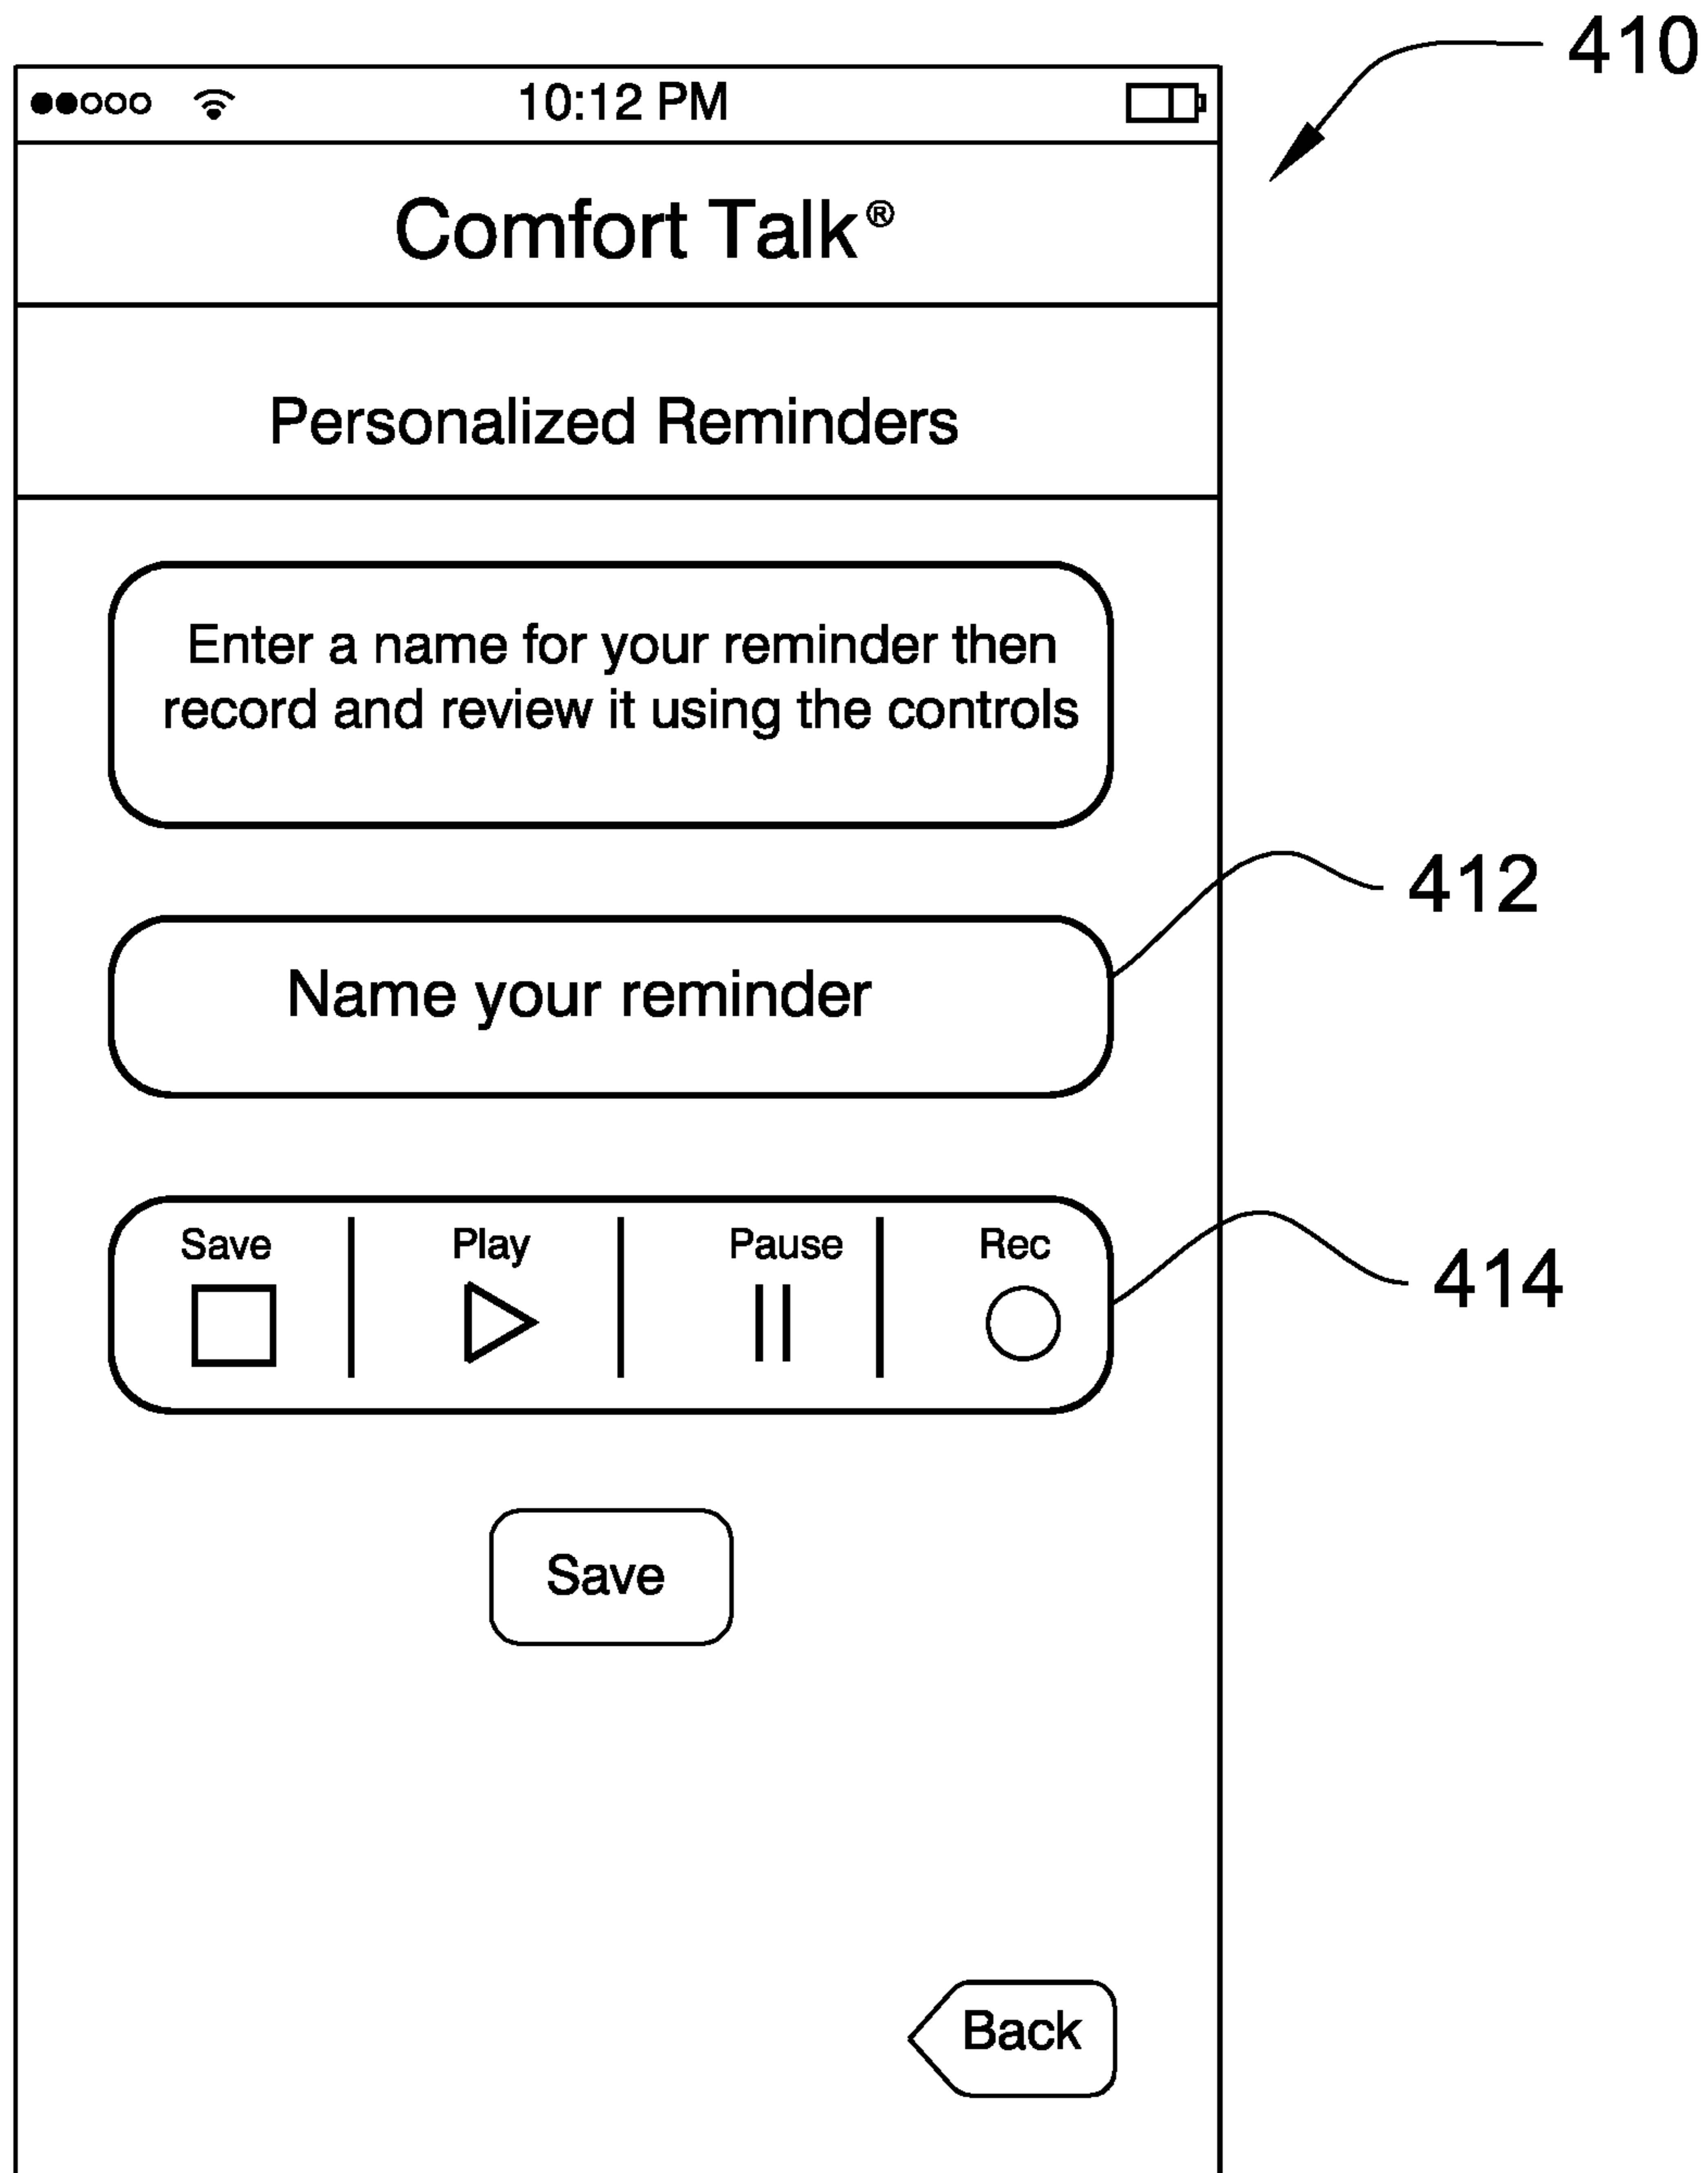 410
10:12 PM
Comfort Talk®
Personalized Reminders
Enter a name for your reminder then
record and review it using the controls
412
Name your reminder
Save Play Pause Rec
414
Save
Back